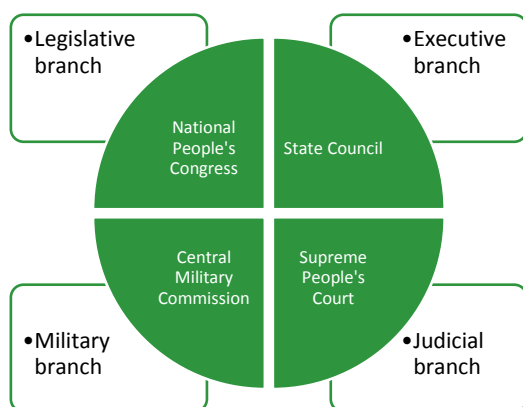 •Legislative
branch
•Executive
branch
National
People's
Congress
State Council
Central
Military
Commission
Supreme
People's
Court
•Military
branch
•Judicial
branch